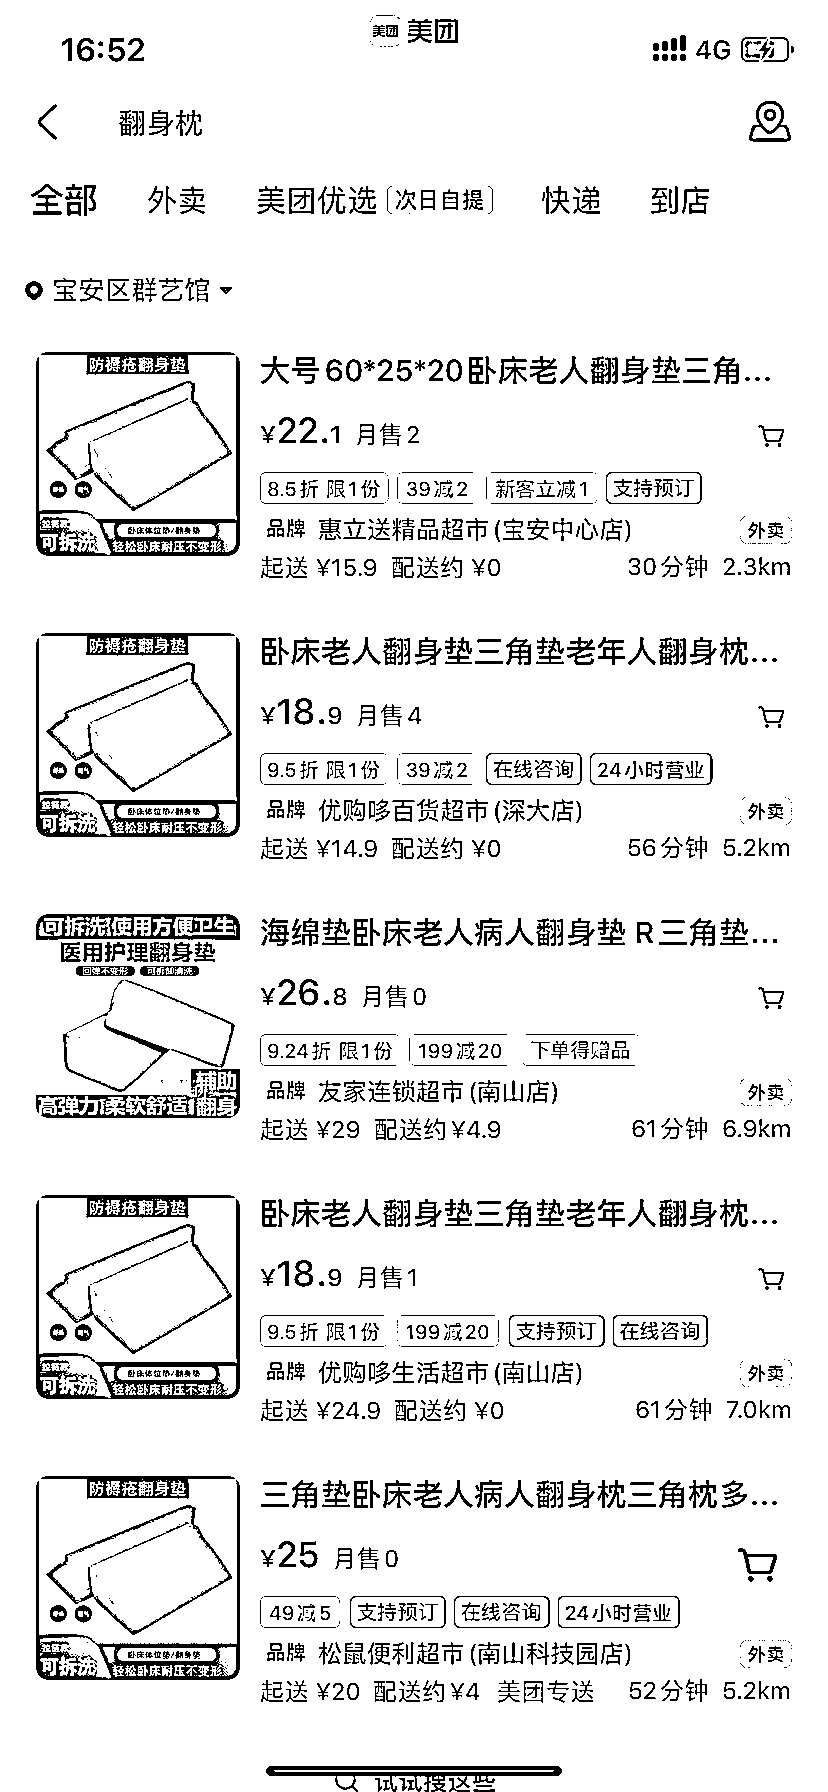 美团 美团
16:52 4G
翻身枕
全部 外卖 美团优选 次日自提 快递 到店
宝安区群艺馆
防褥疮翻身垫
可拆洗
卧床体位垫/翻身垫
轻松卧床耐压不变形
大号60*25*20卧床老人翻身垫三角...
¥22.1 月售2
8.5折 限1份 39减2 新客立减1 支持预订
品牌 惠立送精品超市(宝安中心店) 外卖
起送 ¥15.9 配送约 ¥0 30分钟 2.3km
防褥疮翻身垫
可拆洗
卧床体位垫/翻身垫
轻松卧床耐压不变形
卧床老人翻身垫三角垫老年人翻身枕...
¥18.9 月售4
9.5折 限1份 39减2 在线咨询 24小时营业
品牌 优购哆百货超市(深大店) 外卖
起送 ¥14.9 配送约 ¥0 56分钟 5.2km
可拆洗使用方便卫生
医用护理翻身垫
回弹不变形 可拆卸清洗
辅助
高弹力柔软舒适 翻身
海绵垫卧床老人病人翻身垫 R三角垫...
¥26.8 月售0
9.24折 限1份 199减20 下单得赠品
品牌 友家连锁超市(南山店) 外卖
起送 ¥29 配送约¥4.9 61分钟 6.9km
防褥疮翻身垫
可拆洗
卧床体位垫/翻身垫
轻松卧床耐压不变形
卧床老人翻身垫三角垫老年人翻身枕...
¥18.9 月售1
9.5折 限1份 199减20 支持预订 在线咨询
品牌 优购哆生活超市(南山店) 外卖
起送 ¥24.9 配送约 ¥0 61分钟 7.0km
防褥疮翻身垫
可拆洗
卧床体位垫/翻身垫
轻松卧床耐压不变形
三角垫卧床老人病人翻身枕三角枕多...
¥25 月售0
49减5 支持预订 在线咨询 24小时营业
品牌 松鼠便利超市(南山科技园店) 外卖
起送 ¥20 配送约¥4 美团专送 52分钟 5.2km
试试搜这些